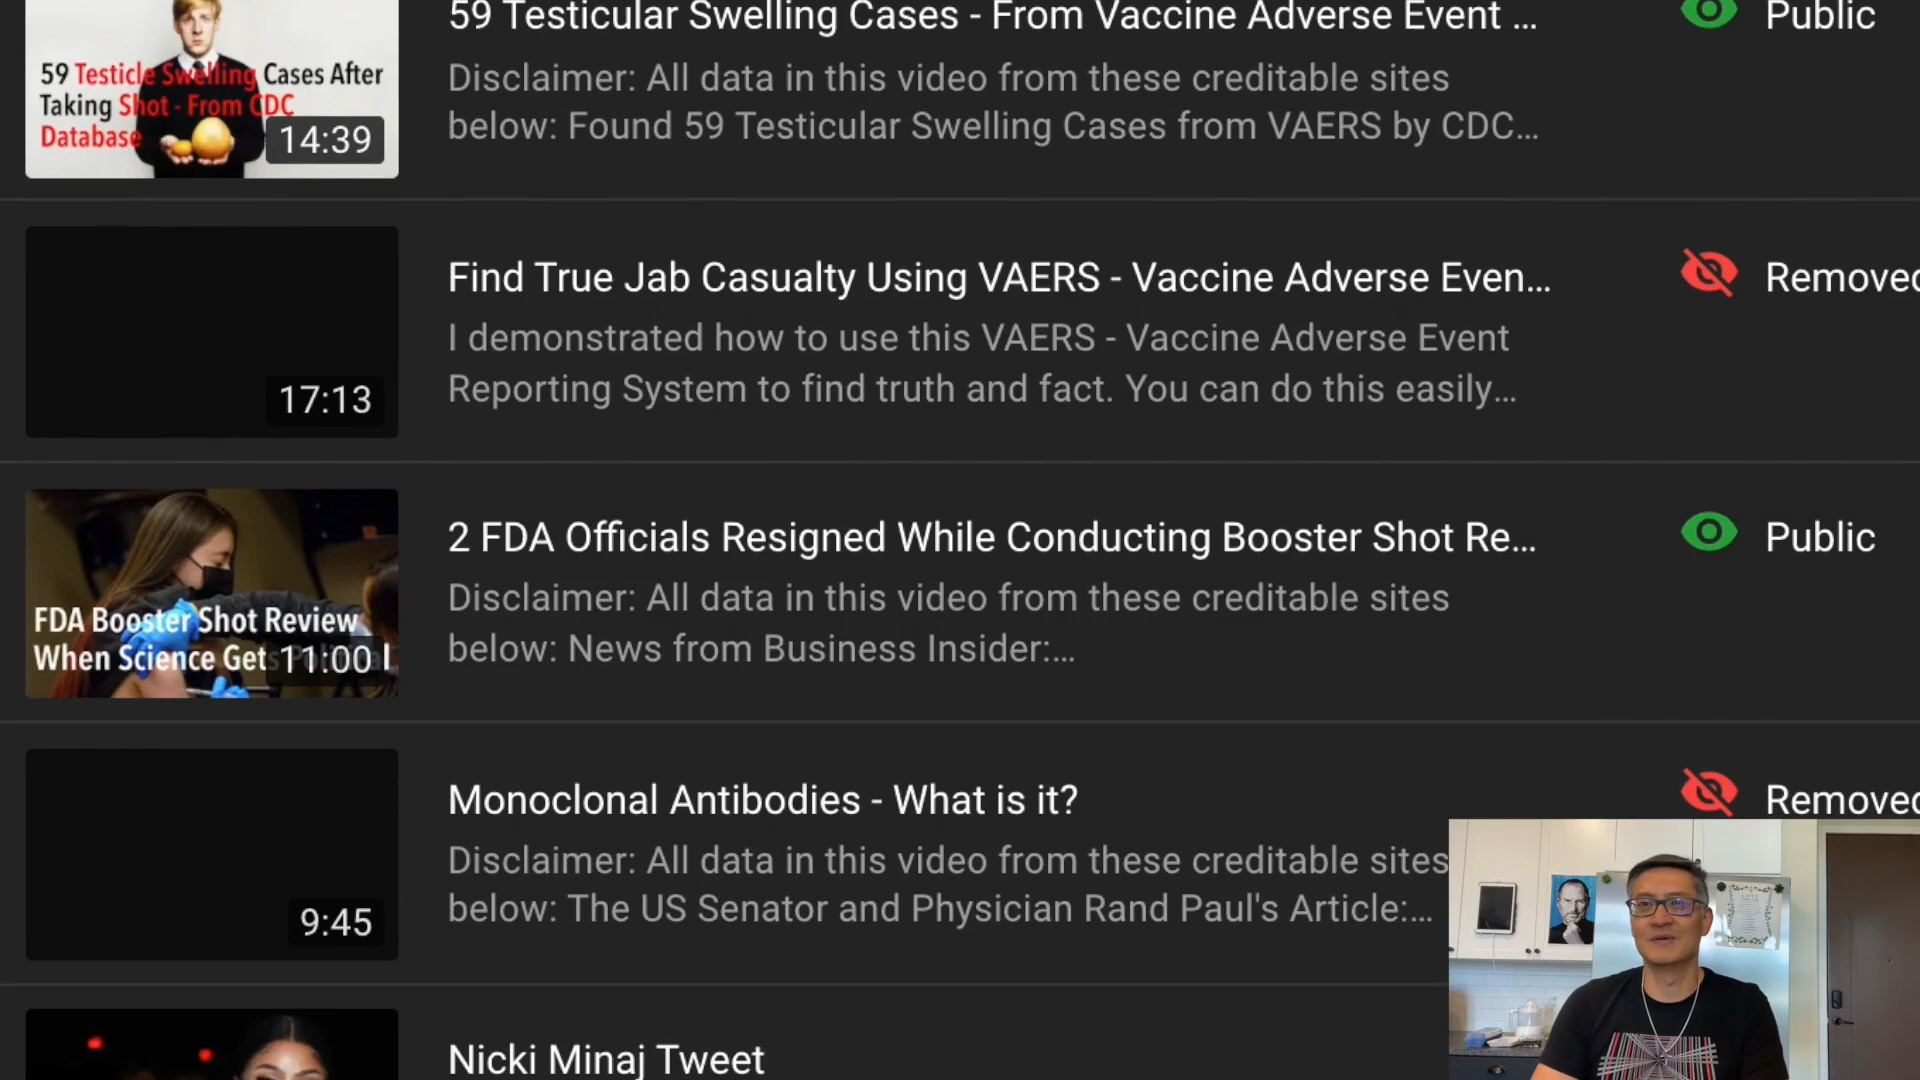 59 Testicular Swelling Cases - From Vaccine Adverse Event ...
Public
Disclaimer: All data in this video from these creditable sites
below: Found 59 Testicular Swelling Cases from VAERS by CDC...
59 Testicle Swelling Cases After
Taking Shot - From CDC
Database
14:39
Find True Jab Casualty Using VAERS - Vaccine Adverse Even...
Removed
I demonstrated how to use this VAERS - Vaccine Adverse Event
Reporting System to find truth and fact. You can do this easily...
17:13
2 FDA Officials Resigned While Conducting Booster Shot Re...
Public
Disclaimer: All data in this video from these creditable sites
below: News from Business Insider:...
FDA Booster Shot Review
When Science Gets
11:00
Monoclonal Antibodies - What is it?
Removed
Disclaimer: All data in this video from these creditable sites
below: The US Senator and Physician Rand Paul's Article:...
9:45
Nicki Minaj Tweet